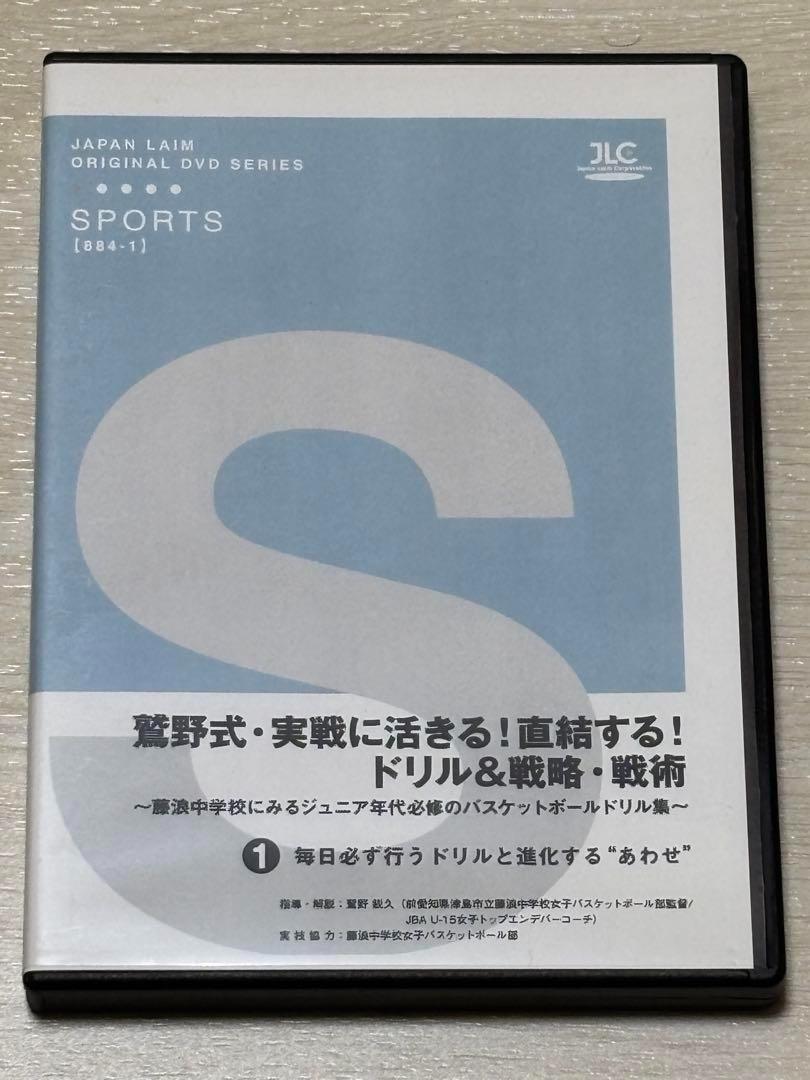 JAPAN LAIM
ORIGINAL DVD SERIES
JLC
Japan Laim Corporation
SPORTS
【884-1】
S
鷲野式・実戦に活きる!直結する!
ドリル&戦略・戦術
〜藤浪中学校にみるジュニア年代必修のバスケットボールドリル集〜
❶ 毎日必ず行うドリルと進化する“あわせ”
指導・解説:鷲野 鋭久(前愛知県津島市立藤浪中学校女子バスケットボール部監督/
JBA U-15女子トップエンデバーコーチ)
実技協力:藤浪中学校女子バスケットボール部